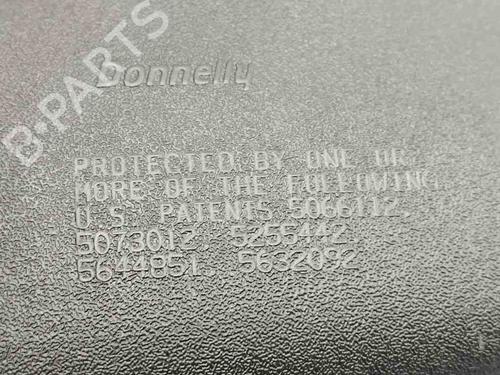 B-PARTS
Donnelly
PROTECTED BY ONE OR
MORE OF THE FOLLOWING
U.S. PATENTS 5066112,
5073012, 5255442,
5644851, 5632092